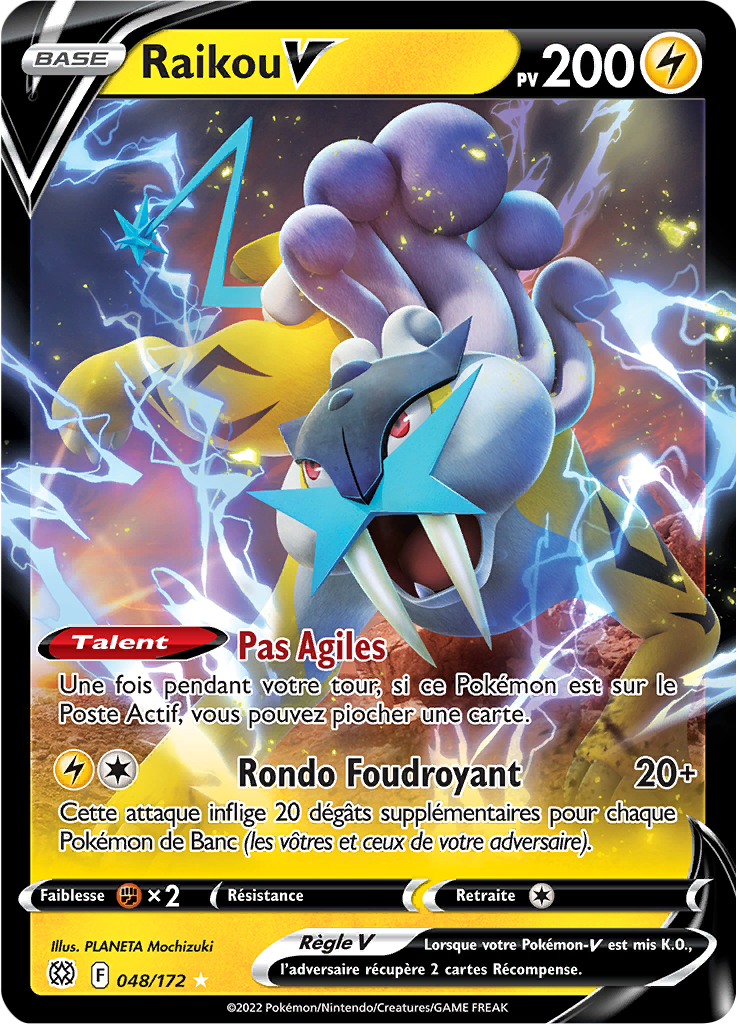 BASE
Raikou V
PV 200
Talent Pas Agiles
Une fois pendant votre tour, si ce Pokémon est sur le
Poste Actif, vous pouvez piocher une carte.
Rondo Foudroyant 20+
Cette attaque inflige 20 dégâts supplémentaires pour chaque
Pokémon de Banc (les vôtres et ceux de votre adversaire).
Faiblesse ×2 Résistance Retraite
Illus. PLANETA Mochizuki
F 048/172
Règle V Lorsque votre Pokémon-V est mis K.O.,
l'adversaire récupère 2 cartes Récompense.
©2022 Pokémon/Nintendo/Creatures/GAME FREAK